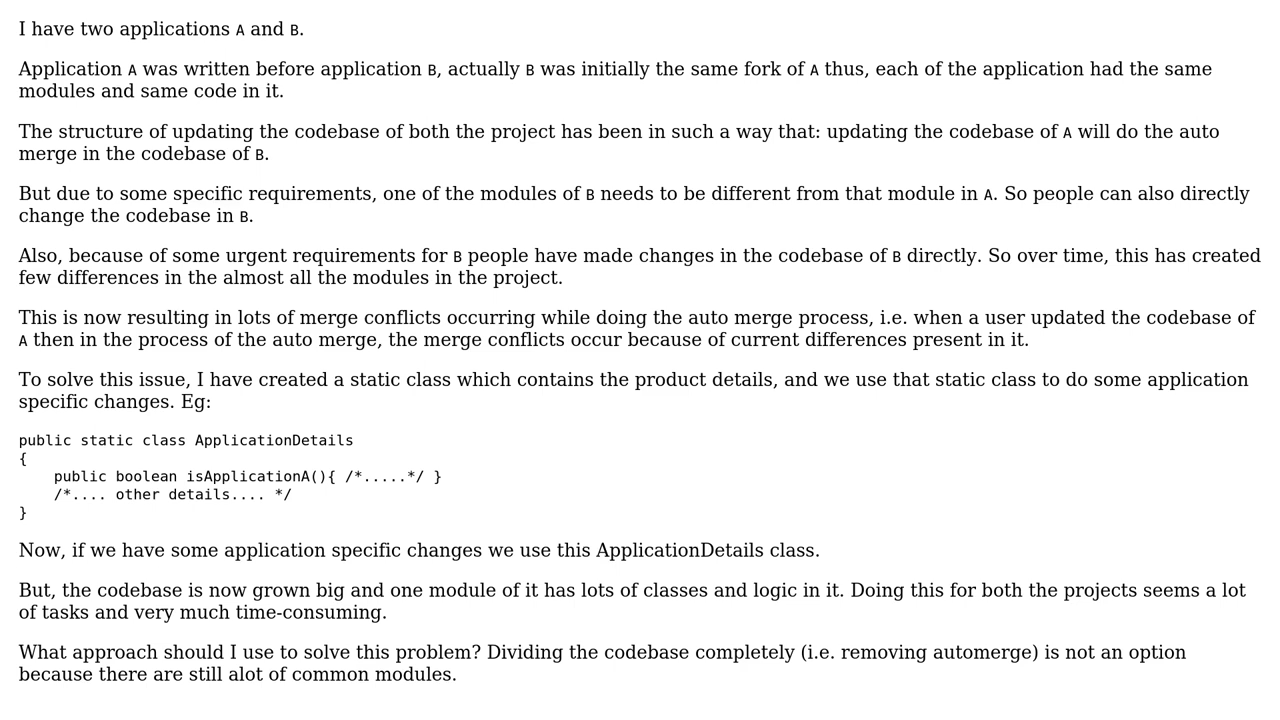 I have two applications A and B.
Application A was written before application B, actually B was initially the same fork of A thus, each of the application had the same
modules and same code in it.
The structure of updating the codebase of both the project has been in such a way that: updating the codebase of A will do the auto
merge in the codebase of B.
But due to some specific requirements, one of the modules of B needs to be different from that module in A. So people can also directly
change the codebase in B.
Also, because of some urgent requirements for B people have made changes in the codebase of B directly. So over time, this has created
few differences in the almost all the modules in the project.
This is now resulting in lots of merge conflicts occurring while doing the auto merge process, i.e. when a user updated the codebase of
A then in the process of the auto merge, the merge conflicts occur because of current differences present in it.
To solve this issue, I have created a static class which contains the product details, and we use that static class to do some application
specific changes. Eg:
public static class ApplicationDetails
{
    public boolean isApplicationA(){ /*.....*/ }
    /*.... other details.... */
}
Now, if we have some application specific changes we use this ApplicationDetails class.
But, the codebase is now grown big and one module of it has lots of classes and logic in it. Doing this for both the projects seems a lot
of tasks and very much time-consuming.
What approach should I use to solve this problem? Dividing the codebase completely (i.e. removing automerge) is not an option
because there are still alot of common modules.